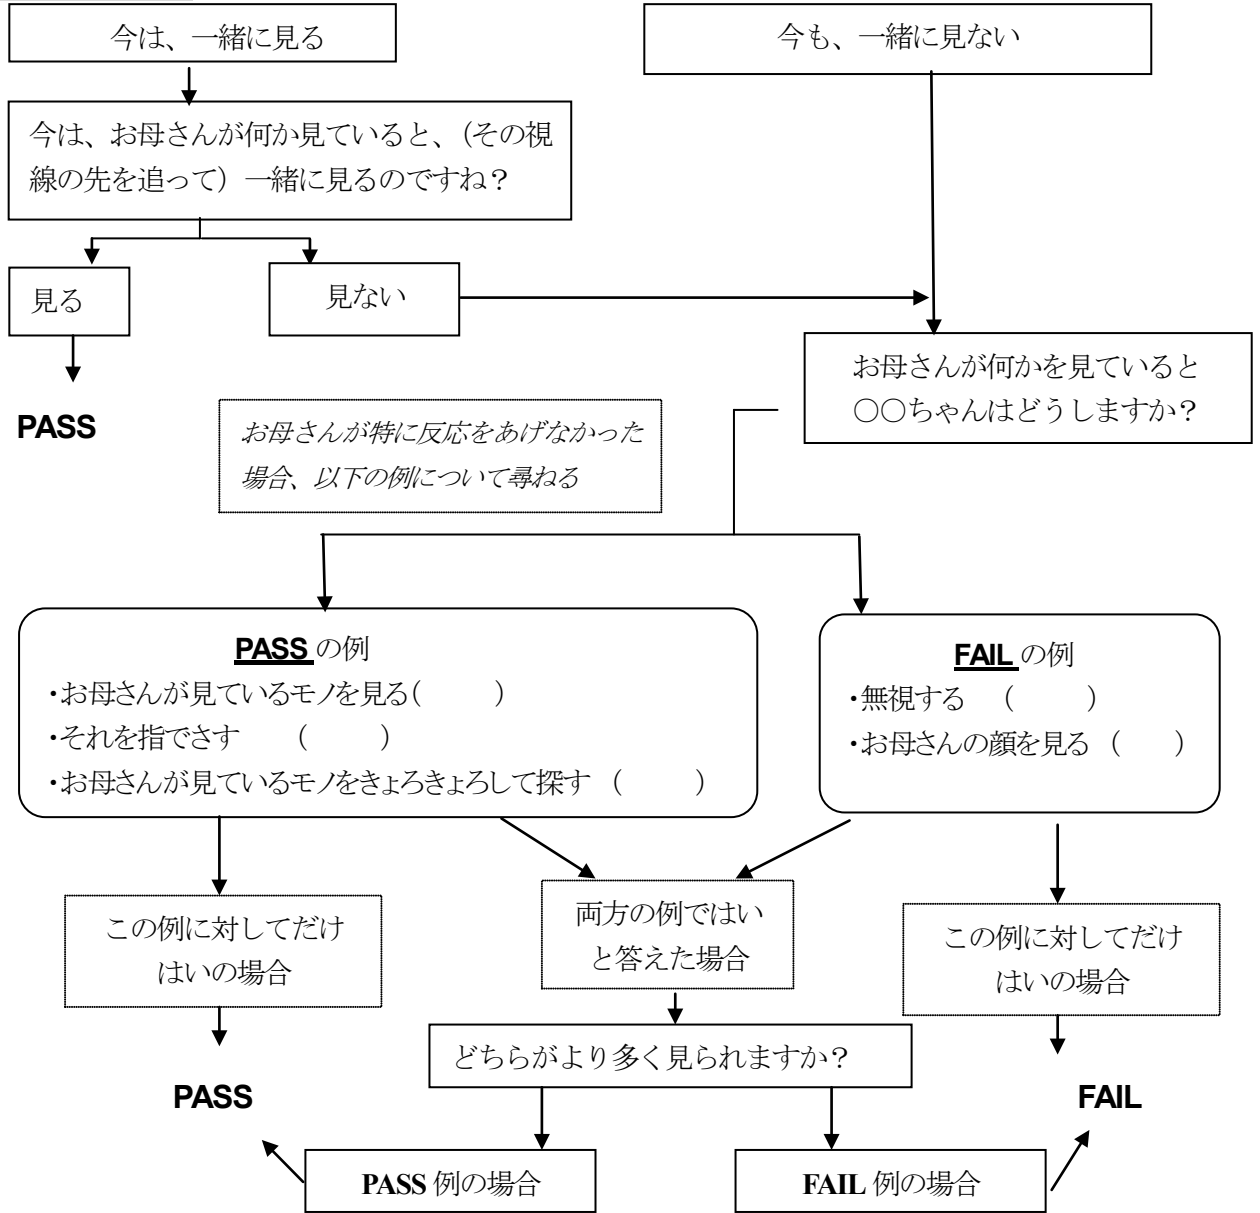 今は、一緒に見る
今も、一緒に見ない
今は、お母さんが何か見ていると、（その視
線の先を追って）一緒に見るのですね？
見る
見ない
お母さんが何かを見ていると
○○ちゃんはどうしますか？
PASS
お母さんが特に反応をあげなかった
場合、以下の例について尋ねる
PASS の例
・お母さんが見ているモノを見る(　　　)
・それを指でさす　　(　　　)
・お母さんが見ているモノをきょろきょろして探す　(　　　)
FAIL の例
・無視する　(　　　)
・お母さんの顔を見る　(　　)
この例に対してだけ
はいの場合
両方の例ではい
と答えた場合
この例に対してだけ
はいの場合
どちらがより多く見られますか？
PASS
FAIL
PASS 例の場合
FAIL 例の場合